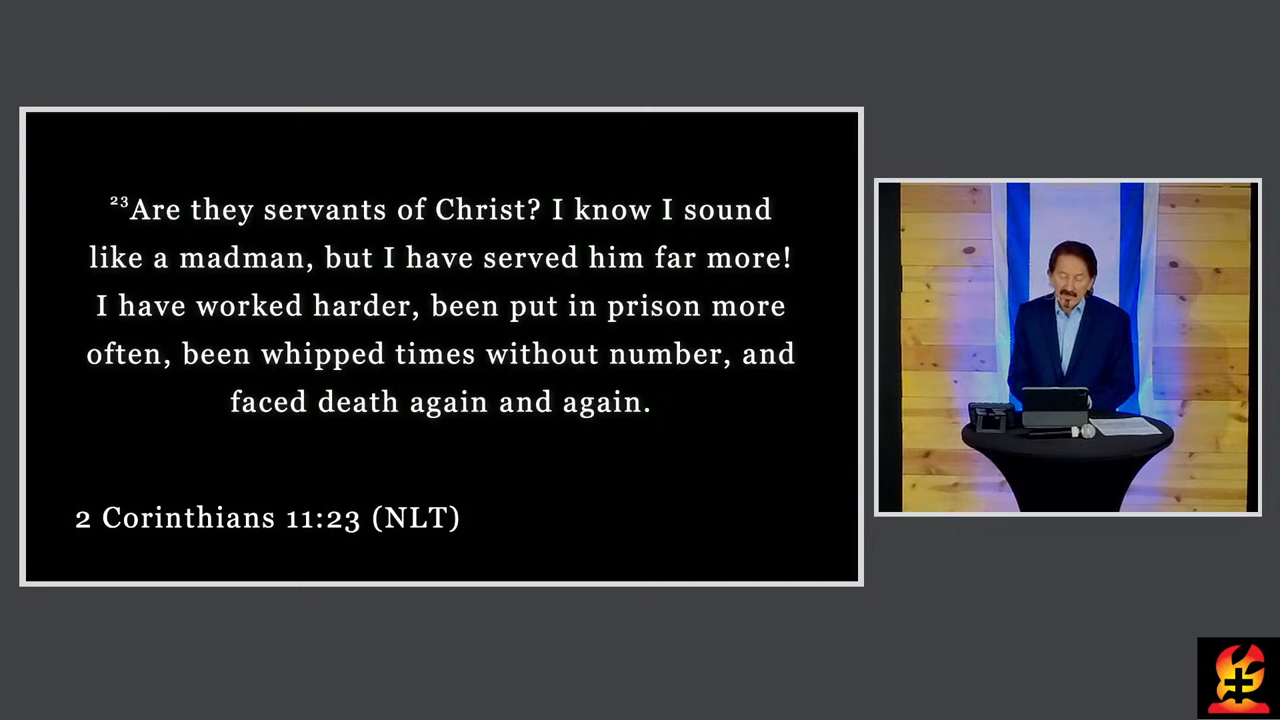 ²³Are they servants of Christ? I know I sound
like a madman, but I have served him far more!
I have worked harder, been put in prison more
often, been whipped times without number, and
faced death again and again.
2 Corinthians 11:23 (NLT)